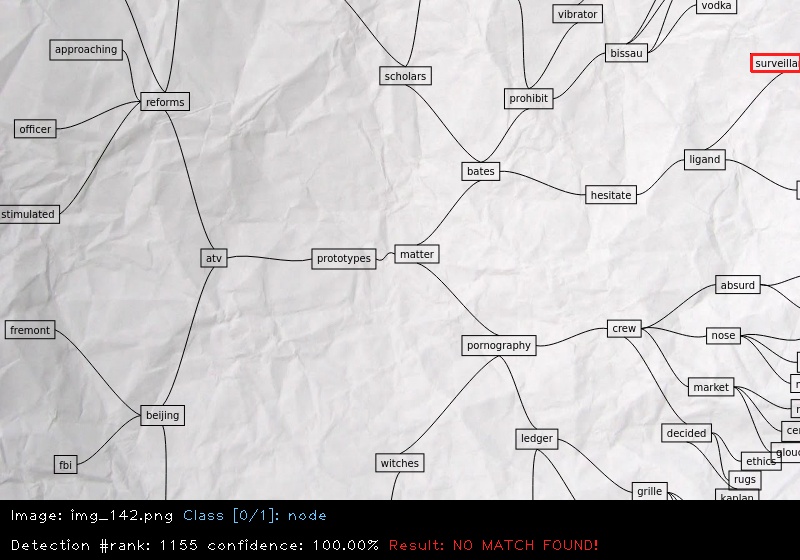 vibrator
vodka
approaching
bissau
surveilla
scholars
reforms
prohibit
officer
ligand
bates
hesitate
stimulated
atv
prototypes
matter
absurd
fremont
crew
nose
pornography
market
beijing
decided
ledger
ethics
fbi
witches
rugs
grille
kaplan
Image: img_142.png Class [0/1]: node
Detection #rank: 1155 confidence: 100.00% Result: NO MATCH FOUND!